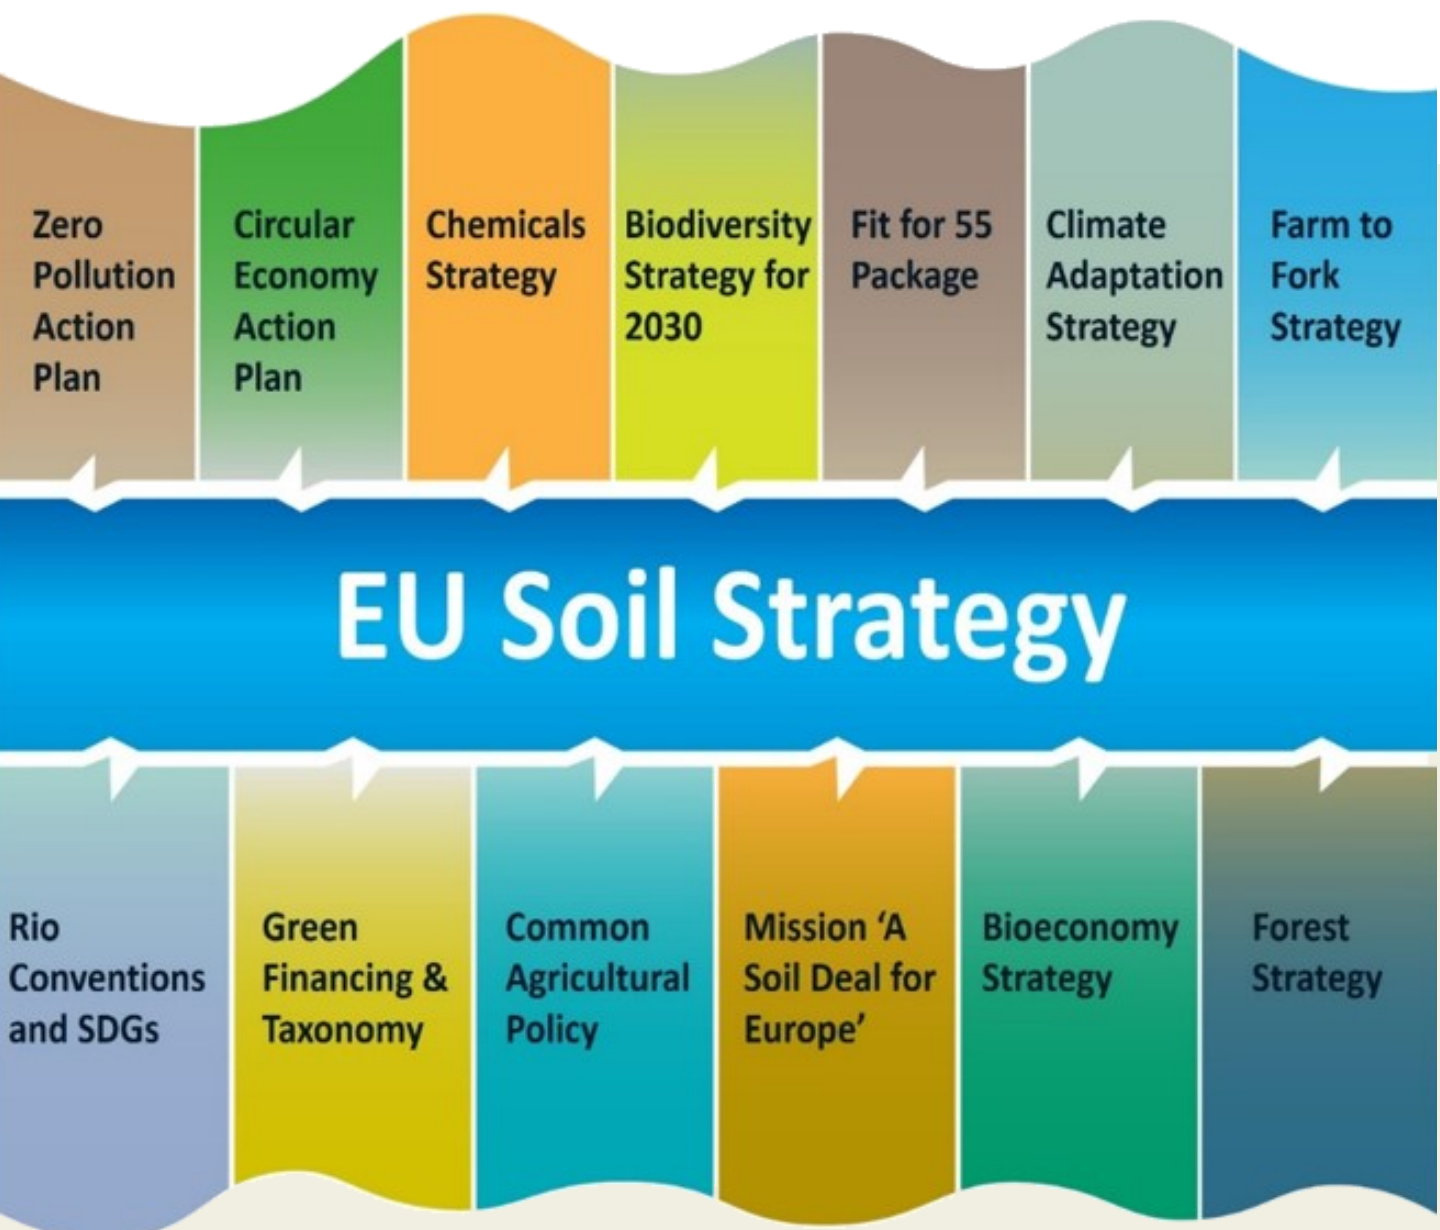 Zero
Pollution
Action
Plan
Circular
Economy
Action
Plan
Chemicals
Strategy
Biodiversity
Strategy for
2030
Fit for 55
Package
Climate
Adaptation
Strategy
Farm to
Fork
Strategy
EU Soil Strategy
Rio
Conventions
and SDGs
Green
Financing &
Taxonomy
Common
Agricultural
Policy
Mission ‘A
Soil Deal for
Europe’
Bioeconomy
Strategy
Forest
Strategy